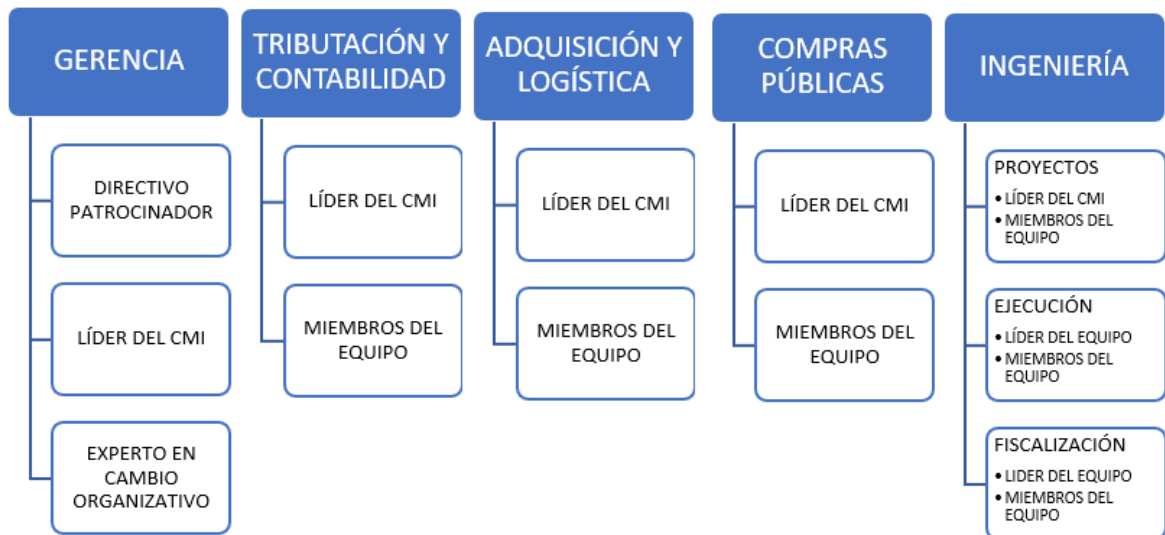 GERENCIA
DIRECTIVO
PATROCINADOR
LÍDER DEL CMI
EXPERTO EN
CAMBIO
ORGANIZATIVO
TRIBUTACIÓN Y
CONTABILIDAD
LÍDER DEL CMI
MIEMBROS DEL
EQUIPO
ADQUISICIÓN Y
LOGÍSTICA
LÍDER DEL CMI
MIEMBROS DEL
EQUIPO
COMPRAS
PÚBLICAS
LÍDER DEL CMI
MIEMBROS DEL
EQUIPO
INGENIERÍA
PROYECTOS
• LÍDER DEL CMI
• MIEMBROS DEL
EQUIPO
EJECUCIÓN
• LÍDER DEL EQUIPO
• MIEMBROS DEL
EQUIPO
FISCALIZACIÓN
• LIDER DEL EQUIPO
• MIEMBROS DEL
EQUIPO